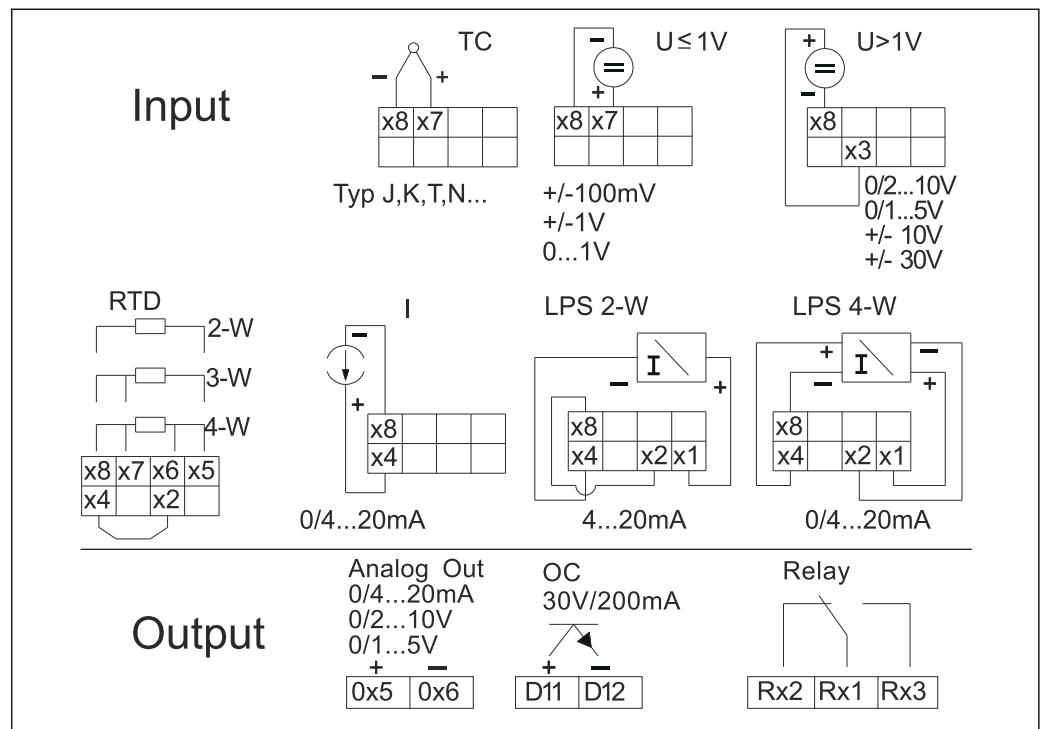 Input
TC
- +
x8 x7
Typ J,K,T,N...
U≤ 1V
-
+
x8 x7
+/-100mV
+/-1V
0...1V
U>1V
+
-
x8
x3
0/2...10V
0/1...5V
+/- 10V
+/- 30V
RTD
2-W
3-W
4-W
x8 x7 x6 x5
x4 x2
I
-
+
x8
x4
0/4...20mA
LPS 2-W
I
- +
x8
x4 x2 x1
4...20mA
LPS 4-W
+ -
I
- +
x8
x4 x2 x1
0/4...20mA
Output
Analog Out
0/4...20mA
0/2...10V
0/1...5V
+ -
0x5 0x6
OC
30V/200mA
+ -
D11 D12
Relay
Rx2 Rx1 Rx3